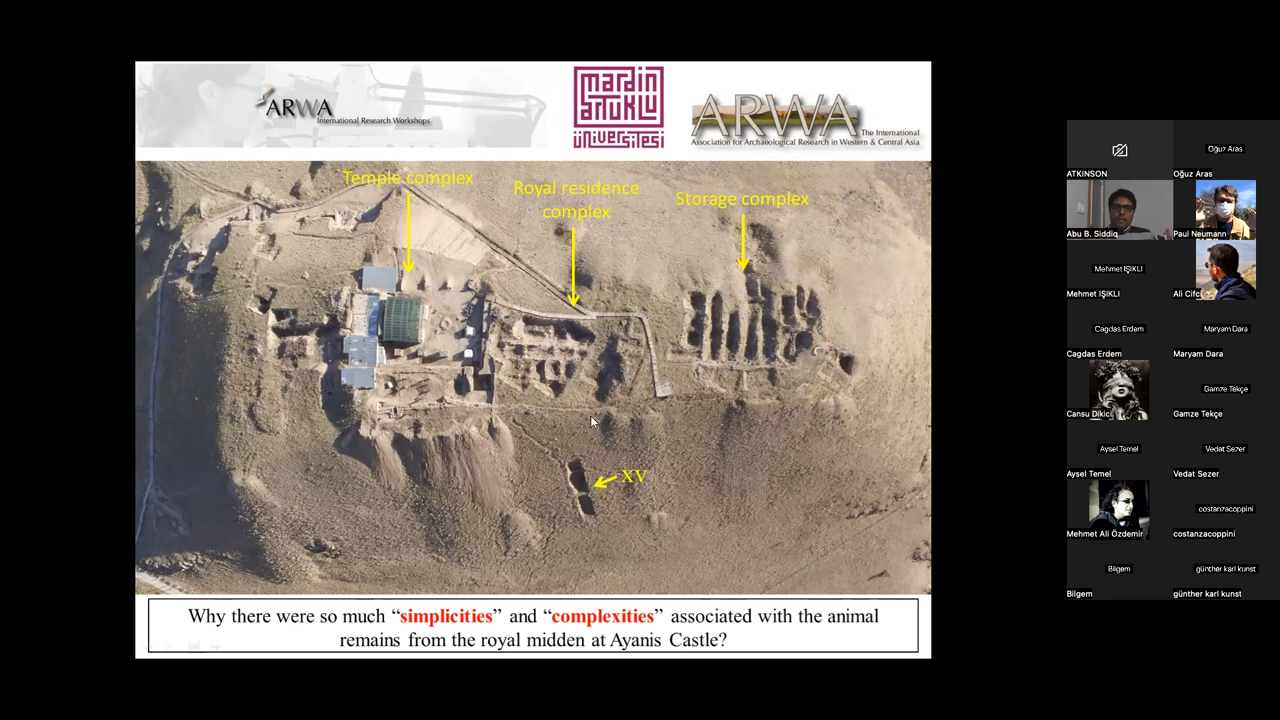 ARWA
International Research Workshops
mardin
artuklu
üniversitesi
ARWA
The International
Association for Archaeological Research in Western & Central Asia
Temple complex
Royal residence
complex
Storage complex
XV
Why there were so much “simplicities” and “complexities” associated with the animal
remains from the royal midden at Ayanis Castle?
ATKINSON
Oğuz Aras
Oğuz Aras
Abu B. Siddiq
Paul Neumann
Mehmet IŞIKLI
Mehmet IŞIKLI
Ali Cifci
Cagdas Erdem
Maryam Dara
Cagdas Erdem
Maryam Dara
Gamze Tekçe
Cansu Dikici
Gamze Tekçe
Aysel Temel
Vedat Sezer
Aysel Temel
Vedat Sezer
costanzacoppini
Mehmet Ali Özdemir
costanzacoppini
Bilgem
günther karl kunst
Bilgem
günther karl kunst